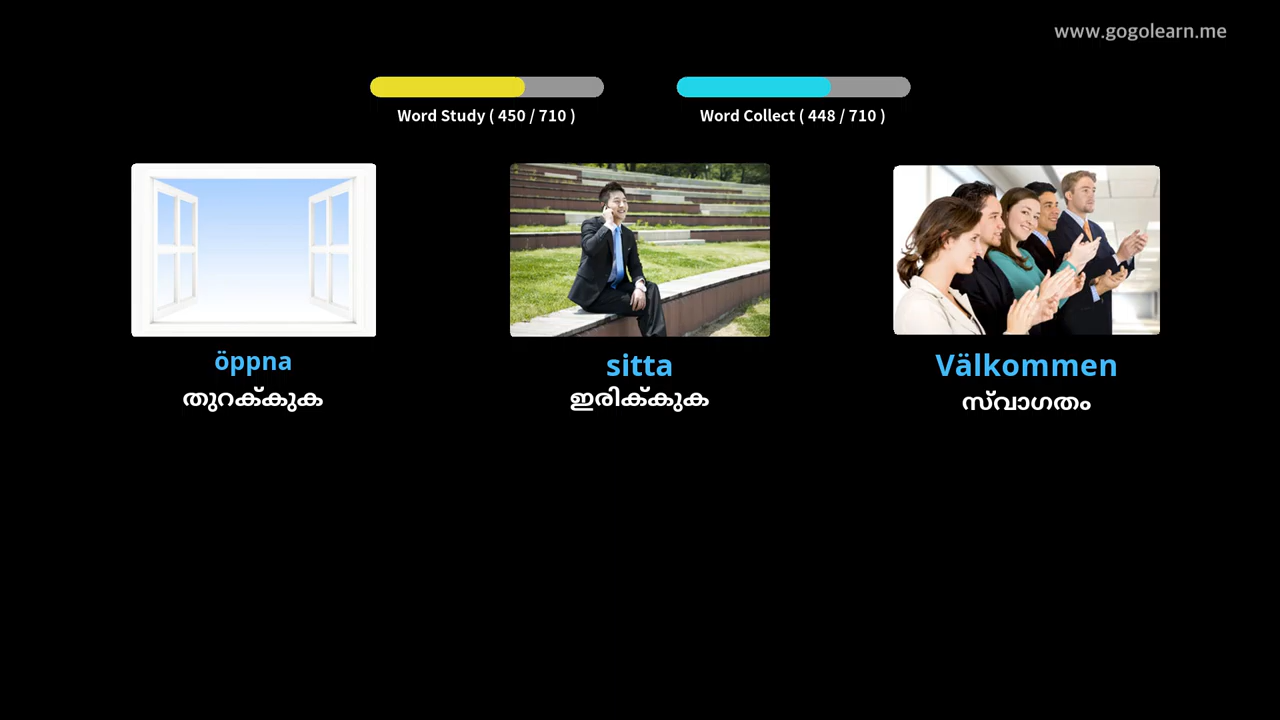 www.gogolearn.me
Word Study ( 450 / 710 )
Word Collect ( 448 / 710 )
öppna
sitta
Välkommen
തുറക്കുക
ഇരിക്കുക
സ്വാഗതം